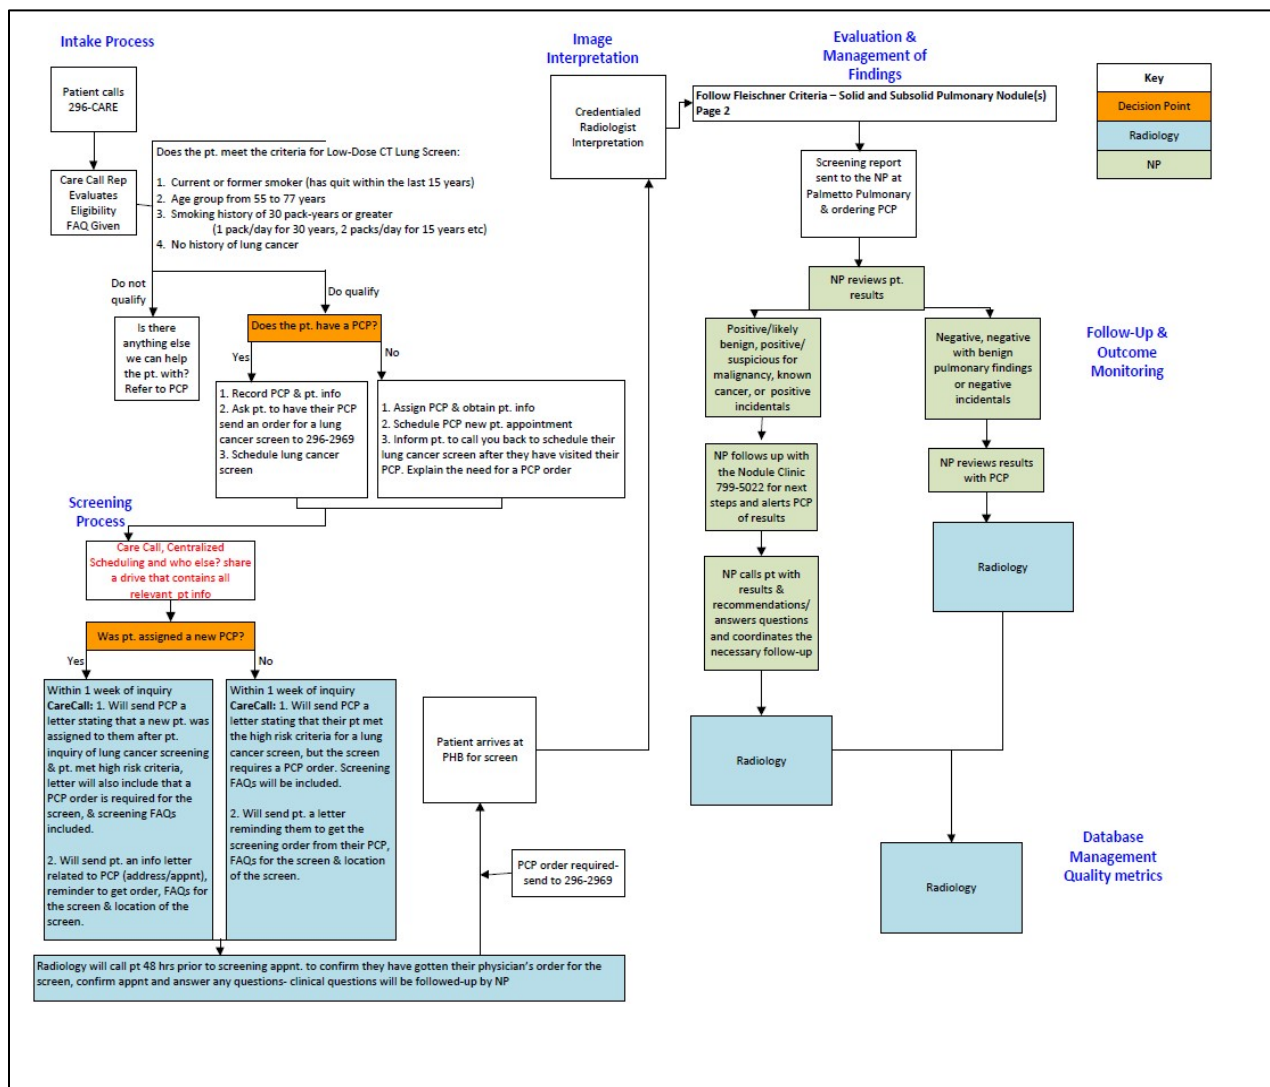 Intake Process
Patient calls
296-CARE
Care Call Rep
Evaluates
Eligibility
FAQ Given
Does the pt. meet the criteria for Low-Dose CT Lung Screen:
1. Current or former smoker (has quit within the last 15 years)
2. Age group from 55 to 77 years
3. Smoking history of 30 pack-years or greater
(1 pack/day for 30 years, 2 packs/day for 15 years etc)
4. No history of lung cancer
Do not
qualify
Do qualify
Is there
anything else
we can help
the pt. with?
Refer to PCP
Does the pt. have a PCP?
Yes
No
1. Record PCP & pt. info
2. Ask pt. to have their PCP
send an order for a lung
cancer screen to 296-2969
3. Schedule lung cancer
screen
1. Assign PCP & obtain pt. info
2. Schedule PCP new pt. appointment
3. Inform pt. to call you back to schedule their
lung cancer screen after they have visited their
PCP. Explain the need for a PCP order
Screening
Process
Care Call, Centralized
Scheduling and who else? share
a drive that contains all
relevant pt info
Was pt. assigned a new PCP?
Yes
No
Within 1 week of inquiry
CareCall: 1. Will send PCP a
letter stating that a new pt. was
assigned to them after pt.
inquiry of lung cancer screening
& pt. met high risk criteria,
letter will also include that a
PCP order is required for the
screen, & screening FAQs
included.
2. Will send pt. an info letter
related to PCP (address/appnt),
reminder to get order, FAQs for
the screen & location of the
screen.
Within 1 week of inquiry
CareCall: 1. Will send PCP a
letter stating that their pt met
the high risk criteria for a lung
cancer screen, but the screen
requires a PCP order. Screening
FAQs will be included.
2. Will send pt. a letter
reminding them to get the
screening order from their PCP,
FAQs for the screen & location
of the screen.
Radiology will call pt 48 hrs prior to screening appnt. to confirm they have gotten their physician's order for the
screen, confirm appnt and answer any questions- clinical questions will be followed-up by NP
PCP order required-
send to 296-2969
Patient arrives at
PHB for screen
Image
Interpretation
Credentialed
Radiologist
Interpretation
Evaluation &
Management of
Findings
Follow Fleischner Criteria – Solid and Subsolid Pulmonary Nodule(s)
Page 2
Screening report
sent to the NP at
Palmetto Pulmonary
& ordering PCP
NP reviews pt.
results
Positive/likely
benign, positive/
suspicious for
malignancy, known
cancer, or positive
incidentals
NP follows up with
the Nodule Clinic
799-5022 for next
steps and alerts PCP
of results
NP calls pt with
results &
recommendations/
answers questions
and coordinates the
necessary follow-up
Radiology
Negative, negative
with benign
pulmonary findings
or negative
incidentals
NP reviews results
with PCP
Radiology
Radiology
Key
Decision Point
Radiology
NP
Follow-Up &
Outcome
Monitoring
Database
Management
Quality metrics